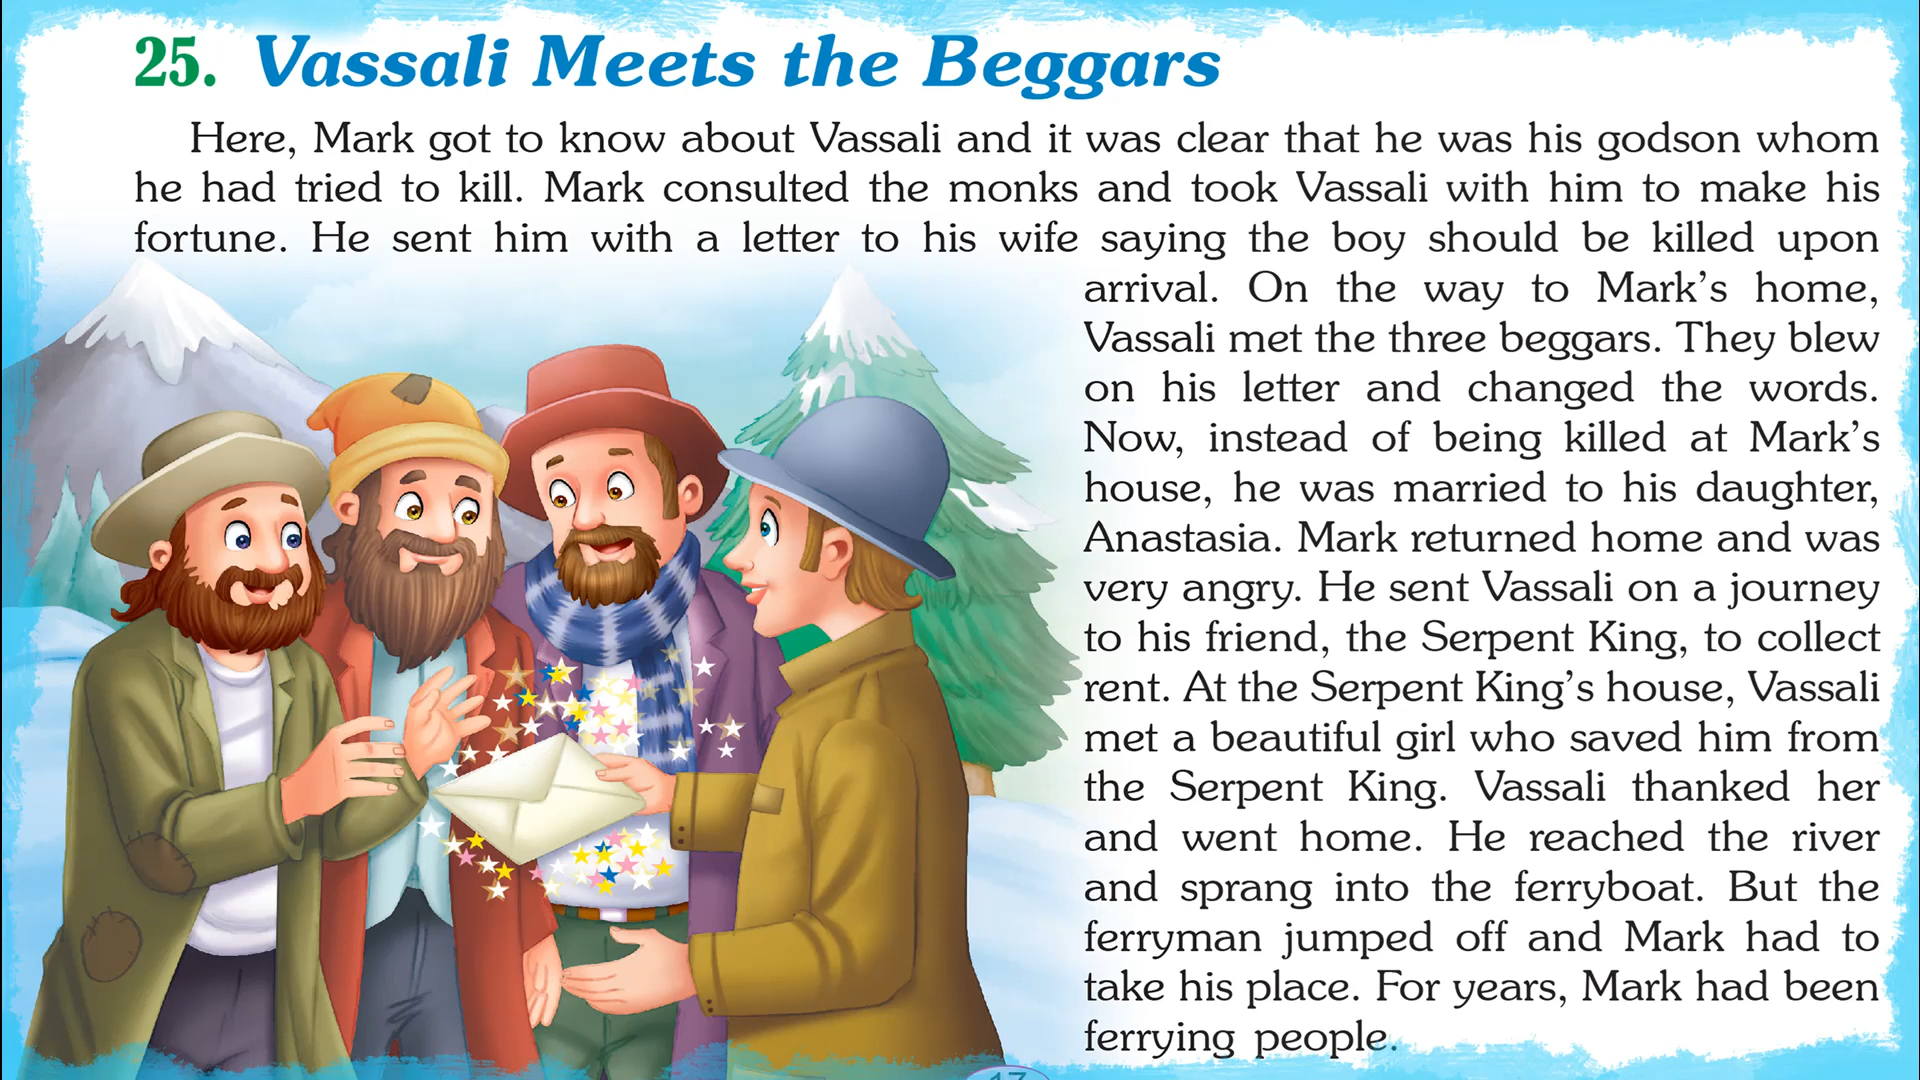 25. Vassali Meets the Beggars
Here, Mark got to know about Vassali and it was clear that he was his godson whom
he had tried to kill. Mark consulted the monks and took Vassali with him to make his
fortune. He sent him with a letter to his wife saying the boy should be killed upon
arrival. On the way to Mark's home,
Vassali met the three beggars. They blew
on his letter and changed the words.
Now, instead of being killed at Mark's
house, he was married to his daughter,
Anastasia. Mark returned home and was
very angry. He sent Vassali on a journey
to his friend, the Serpent King, to collect
rent. At the Serpent King's house, Vassali
met a beautiful girl who saved him from
the Serpent King. Vassali thanked her
and went home. He reached the river
and sprang into the ferryboat. But the
ferryman jumped off and Mark had to
take his place. For years, Mark had been
ferrying people.